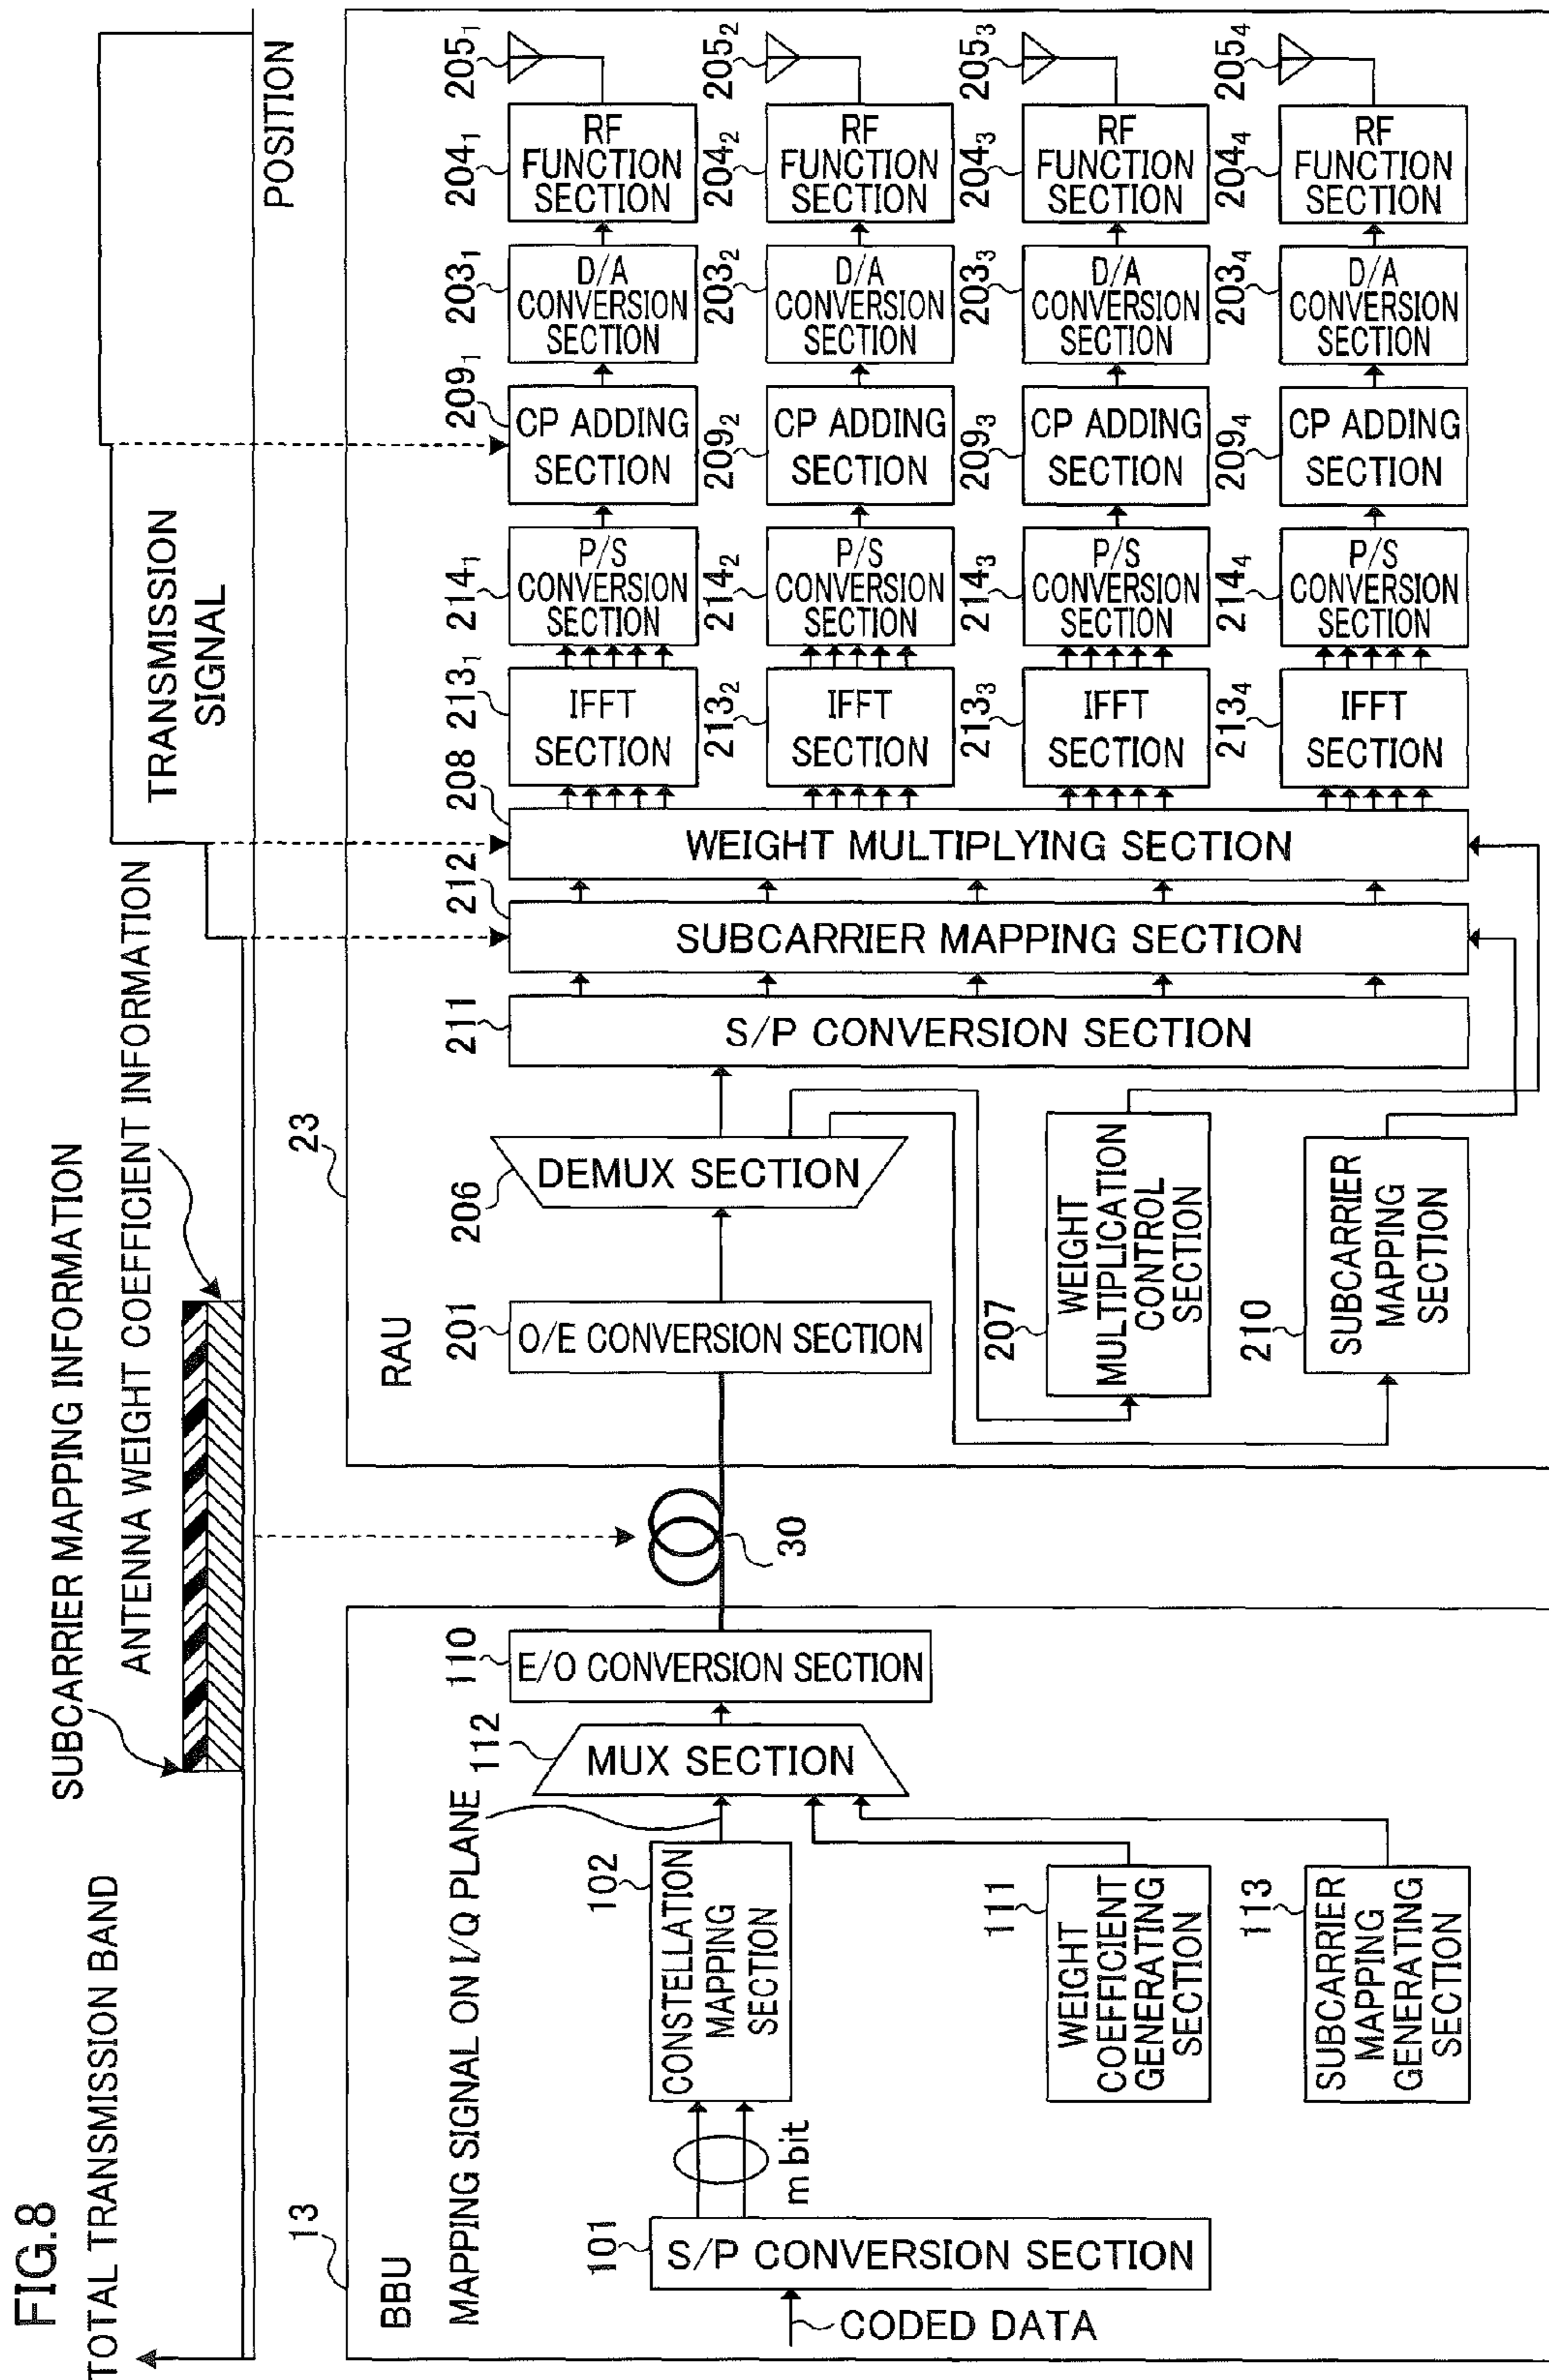 FIG.8
TOTAL TRANSMISSION BAND
SUBCARRIER MAPPING INFORMATION
ANTENNA WEIGHT COEFFICIENT INFORMATION
TRANSMISSION
SIGNAL
POSITION
13
BBU
MAPPING SIGNAL ON I/Q PLANE
CODED DATA
101
S/P CONVERSION SECTION
m bit
102
CONSTELLATION
MAPPING
SECTION
111
WEIGHT
COEFFICIENT
GENERATING
SECTION
113
SUBCARRIER
MAPPING
GENERATING
SECTION
112
MUX SECTION
110
E/O CONVERSION SECTION
30
23
RAU
201
O/E CONVERSION SECTION
206
DEMUX SECTION
207
WEIGHT
MULTIPLICATION
CONTROL
SECTION
210
SUBCARRIER
MAPPING
SECTION
211
S/P CONVERSION SECTION
212
SUBCARRIER MAPPING SECTION
208
WEIGHT MULTIPLYING SECTION
213₁
IFFT
SECTION
214₁
P/S
CONVERSION
SECTION
209₁
CP ADDING
SECTION
203₁
D/A
CONVERSION
SECTION
204₁
RF
FUNCTION
SECTION
205₁
213₂
IFFT
SECTION
214₂
P/S
CONVERSION
SECTION
209₂
CP ADDING
SECTION
203₂
D/A
CONVERSION
SECTION
204₂
RF
FUNCTION
SECTION
205₂
213₃
IFFT
SECTION
214₃
P/S
CONVERSION
SECTION
209₃
CP ADDING
SECTION
203₃
D/A
CONVERSION
SECTION
204₃
RF
FUNCTION
SECTION
205₃
213₄
IFFT
SECTION
214₄
P/S
CONVERSION
SECTION
209₄
CP ADDING
SECTION
203₄
D/A
CONVERSION
SECTION
204₄
RF
FUNCTION
SECTION
205₄